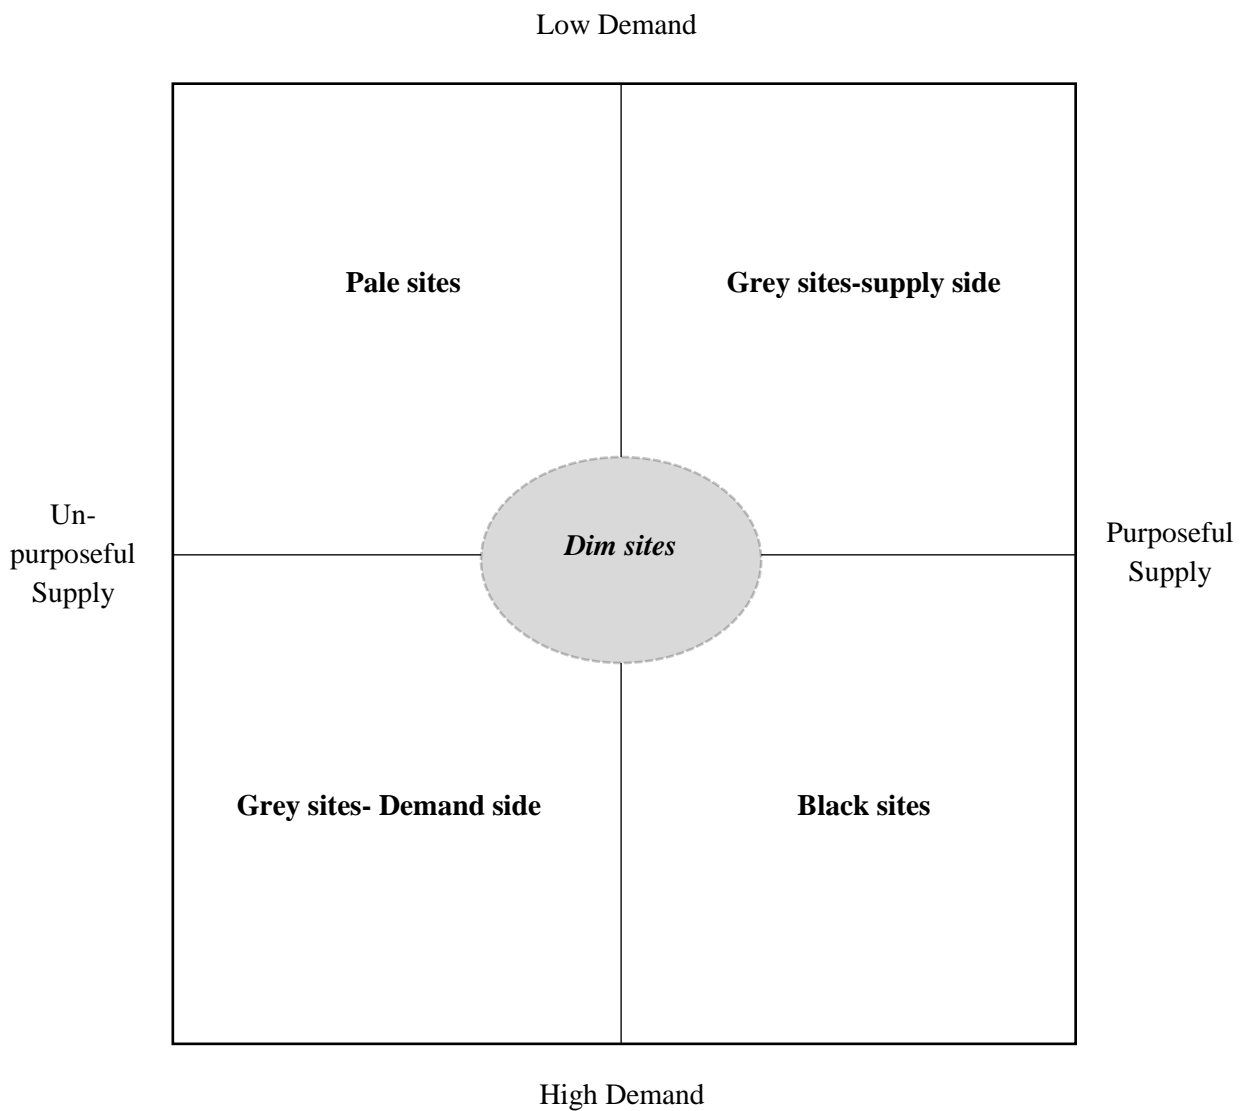 Low Demand
Pale sites
Grey sites-supply side
Un-
purposeful
Supply
Dim sites
Purposeful
Supply
Grey sites- Demand side
Black sites
High Demand